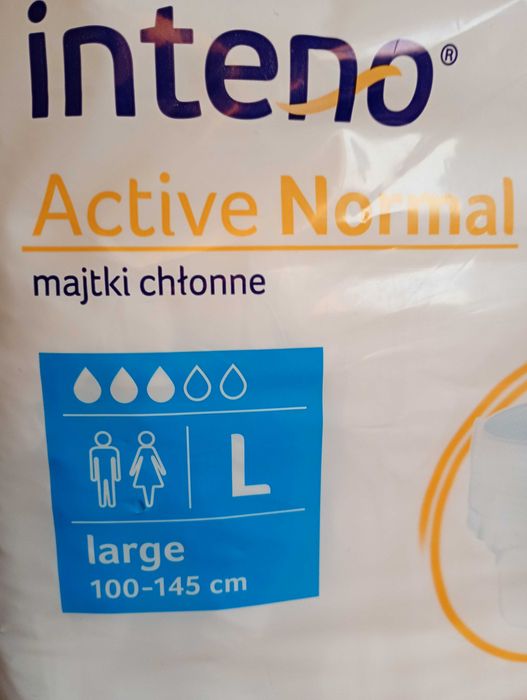 inteno®
Active Normal
majtki chłonne
L
large
100-145 cm